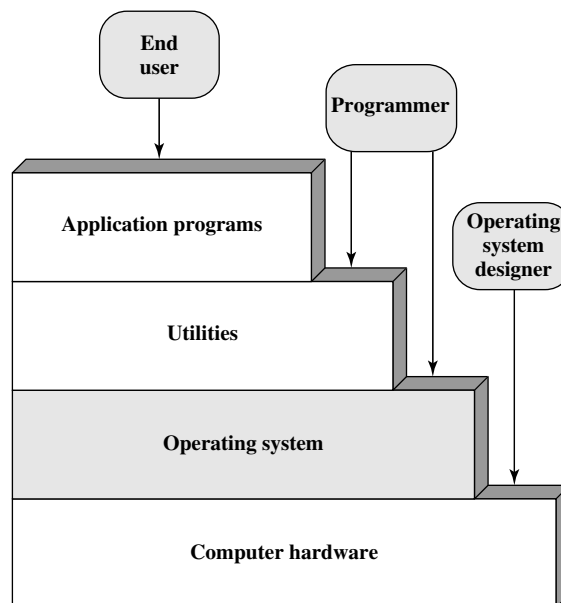 End
user
Programmer
Application programs
Operating
system
designer
Utilities
Operating system
Computer hardware